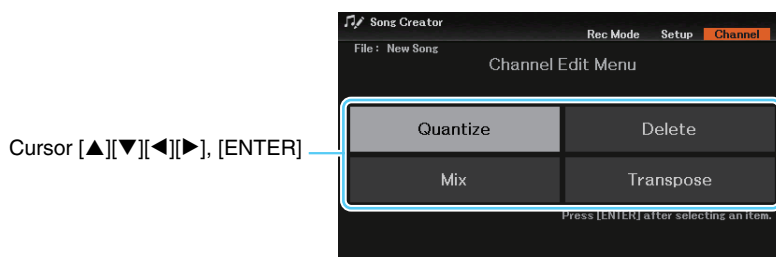 Song Creator
Rec Mode Setup Channel
File : New Song
Channel Edit Menu
Cursor [▲][▼][◀][▶], [ENTER]
Quantize Delete
Mix Transpose
Press [ENTER] after selecting an item.